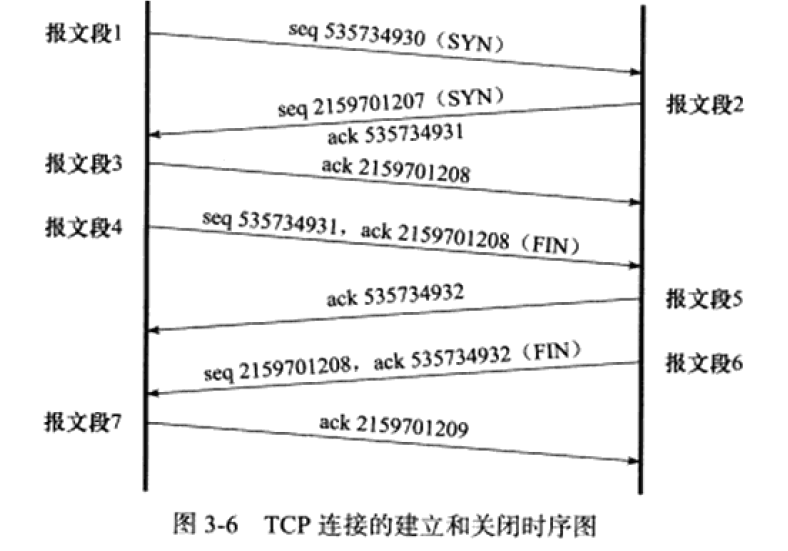 报文段1
seq 535734930（SYN）
seq 2159701207（SYN）
报文段2
ack 535734931
报文段3
ack 2159701208
报文段4
seq 535734931，ack 2159701208（FIN）
ack 535734932
报文段5
seq 2159701208，ack 535734932（FIN）
报文段6
报文段7
ack 2159701209
图 3-6 TCP 连接的建立和关闭时序图